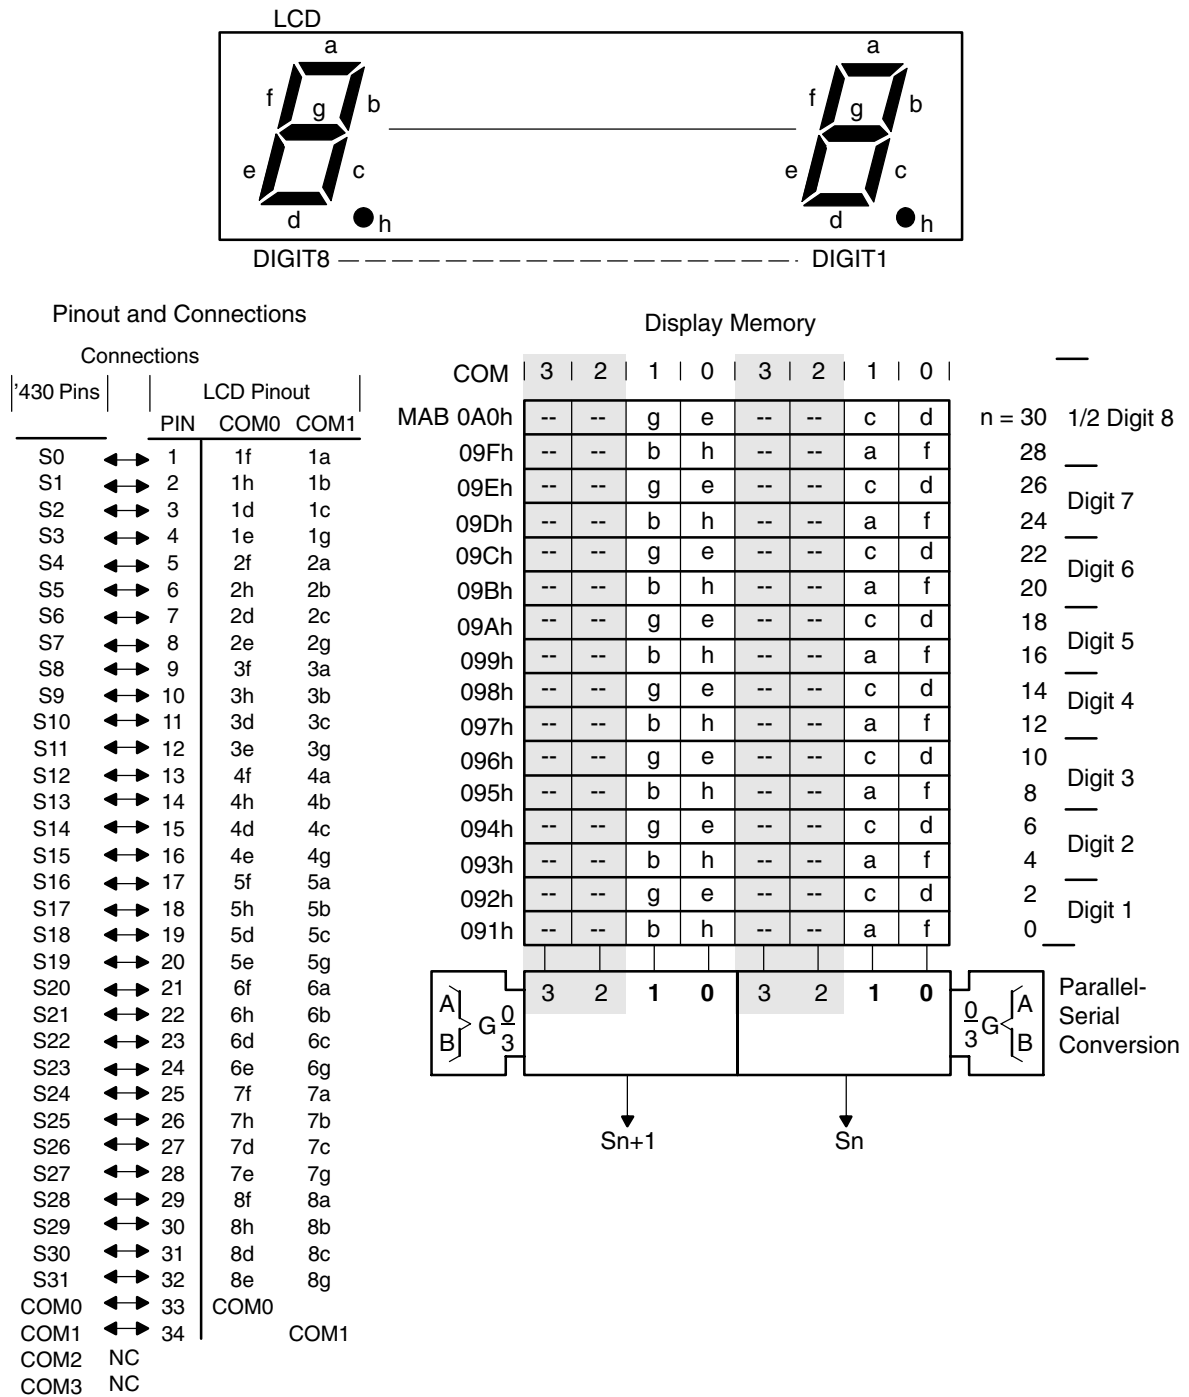 LCD
a a
f g b f g b
e c e c
d h d h
DIGIT8 DIGIT1
Pinout and Connections
Connections
'430 Pins LCD Pinout
PIN COM0 COM1
S0 1 1f 1a
S1 2 1h 1b
S2 3 1d 1c
S3 4 1e 1g
S4 5 2f 2a
S5 6 2h 2b
S6 7 2d 2c
S7 8 2e 2g
S8 9 3f 3a
S9 10 3h 3b
S10 11 3d 3c
S11 12 3e 3g
S12 13 4f 4a
S13 14 4h 4b
S14 15 4d 4c
S15 16 4e 4g
S16 17 5f 5a
S17 18 5h 5b
S18 19 5d 5c
S19 20 5e 5g
S20 21 6f 6a
S21 22 6h 6b
S22 23 6d 6c
S23 24 6e 6g
S24 25 7f 7a
S25 26 7h 7b
S26 27 7d 7c
S27 28 7e 7g
S28 29 8f 8a
S29 30 8h 8b
S30 31 8d 8c
S31 32 8e 8g
COM0 33 COM0
COM1 34 COM1
COM2 NC
COM3 NC
Display Memory
COM 3 2 1 0 3 2 1 0
MAB 0A0h -- -- g e -- -- c d n = 30 1/2 Digit 8
09Fh -- -- b h -- -- a f 28
09Eh -- -- g e -- -- c d 26
Digit 7
09Dh -- -- b h -- -- a f 24
09Ch -- -- g e -- -- c d 22
Digit 6
09Bh -- -- b h -- -- a f 20
09Ah -- -- g e -- -- c d 18
Digit 5
099h -- -- b h -- -- a f 16
098h -- -- g e -- -- c d 14
Digit 4
097h -- -- b h -- -- a f 12
096h -- -- g e -- -- c d 10
Digit 3
095h -- -- b h -- -- a f 8
094h -- -- g e -- -- c d 6
Digit 2
093h -- -- b h -- -- a f 4
092h -- -- g e -- -- c d 2
Digit 1
091h -- -- b h -- -- a f 0
A B G 0 3 3 2 1 0 3 2 1 0 0 3 G A B
Parallel-
Serial
Conversion
Sn+1 Sn